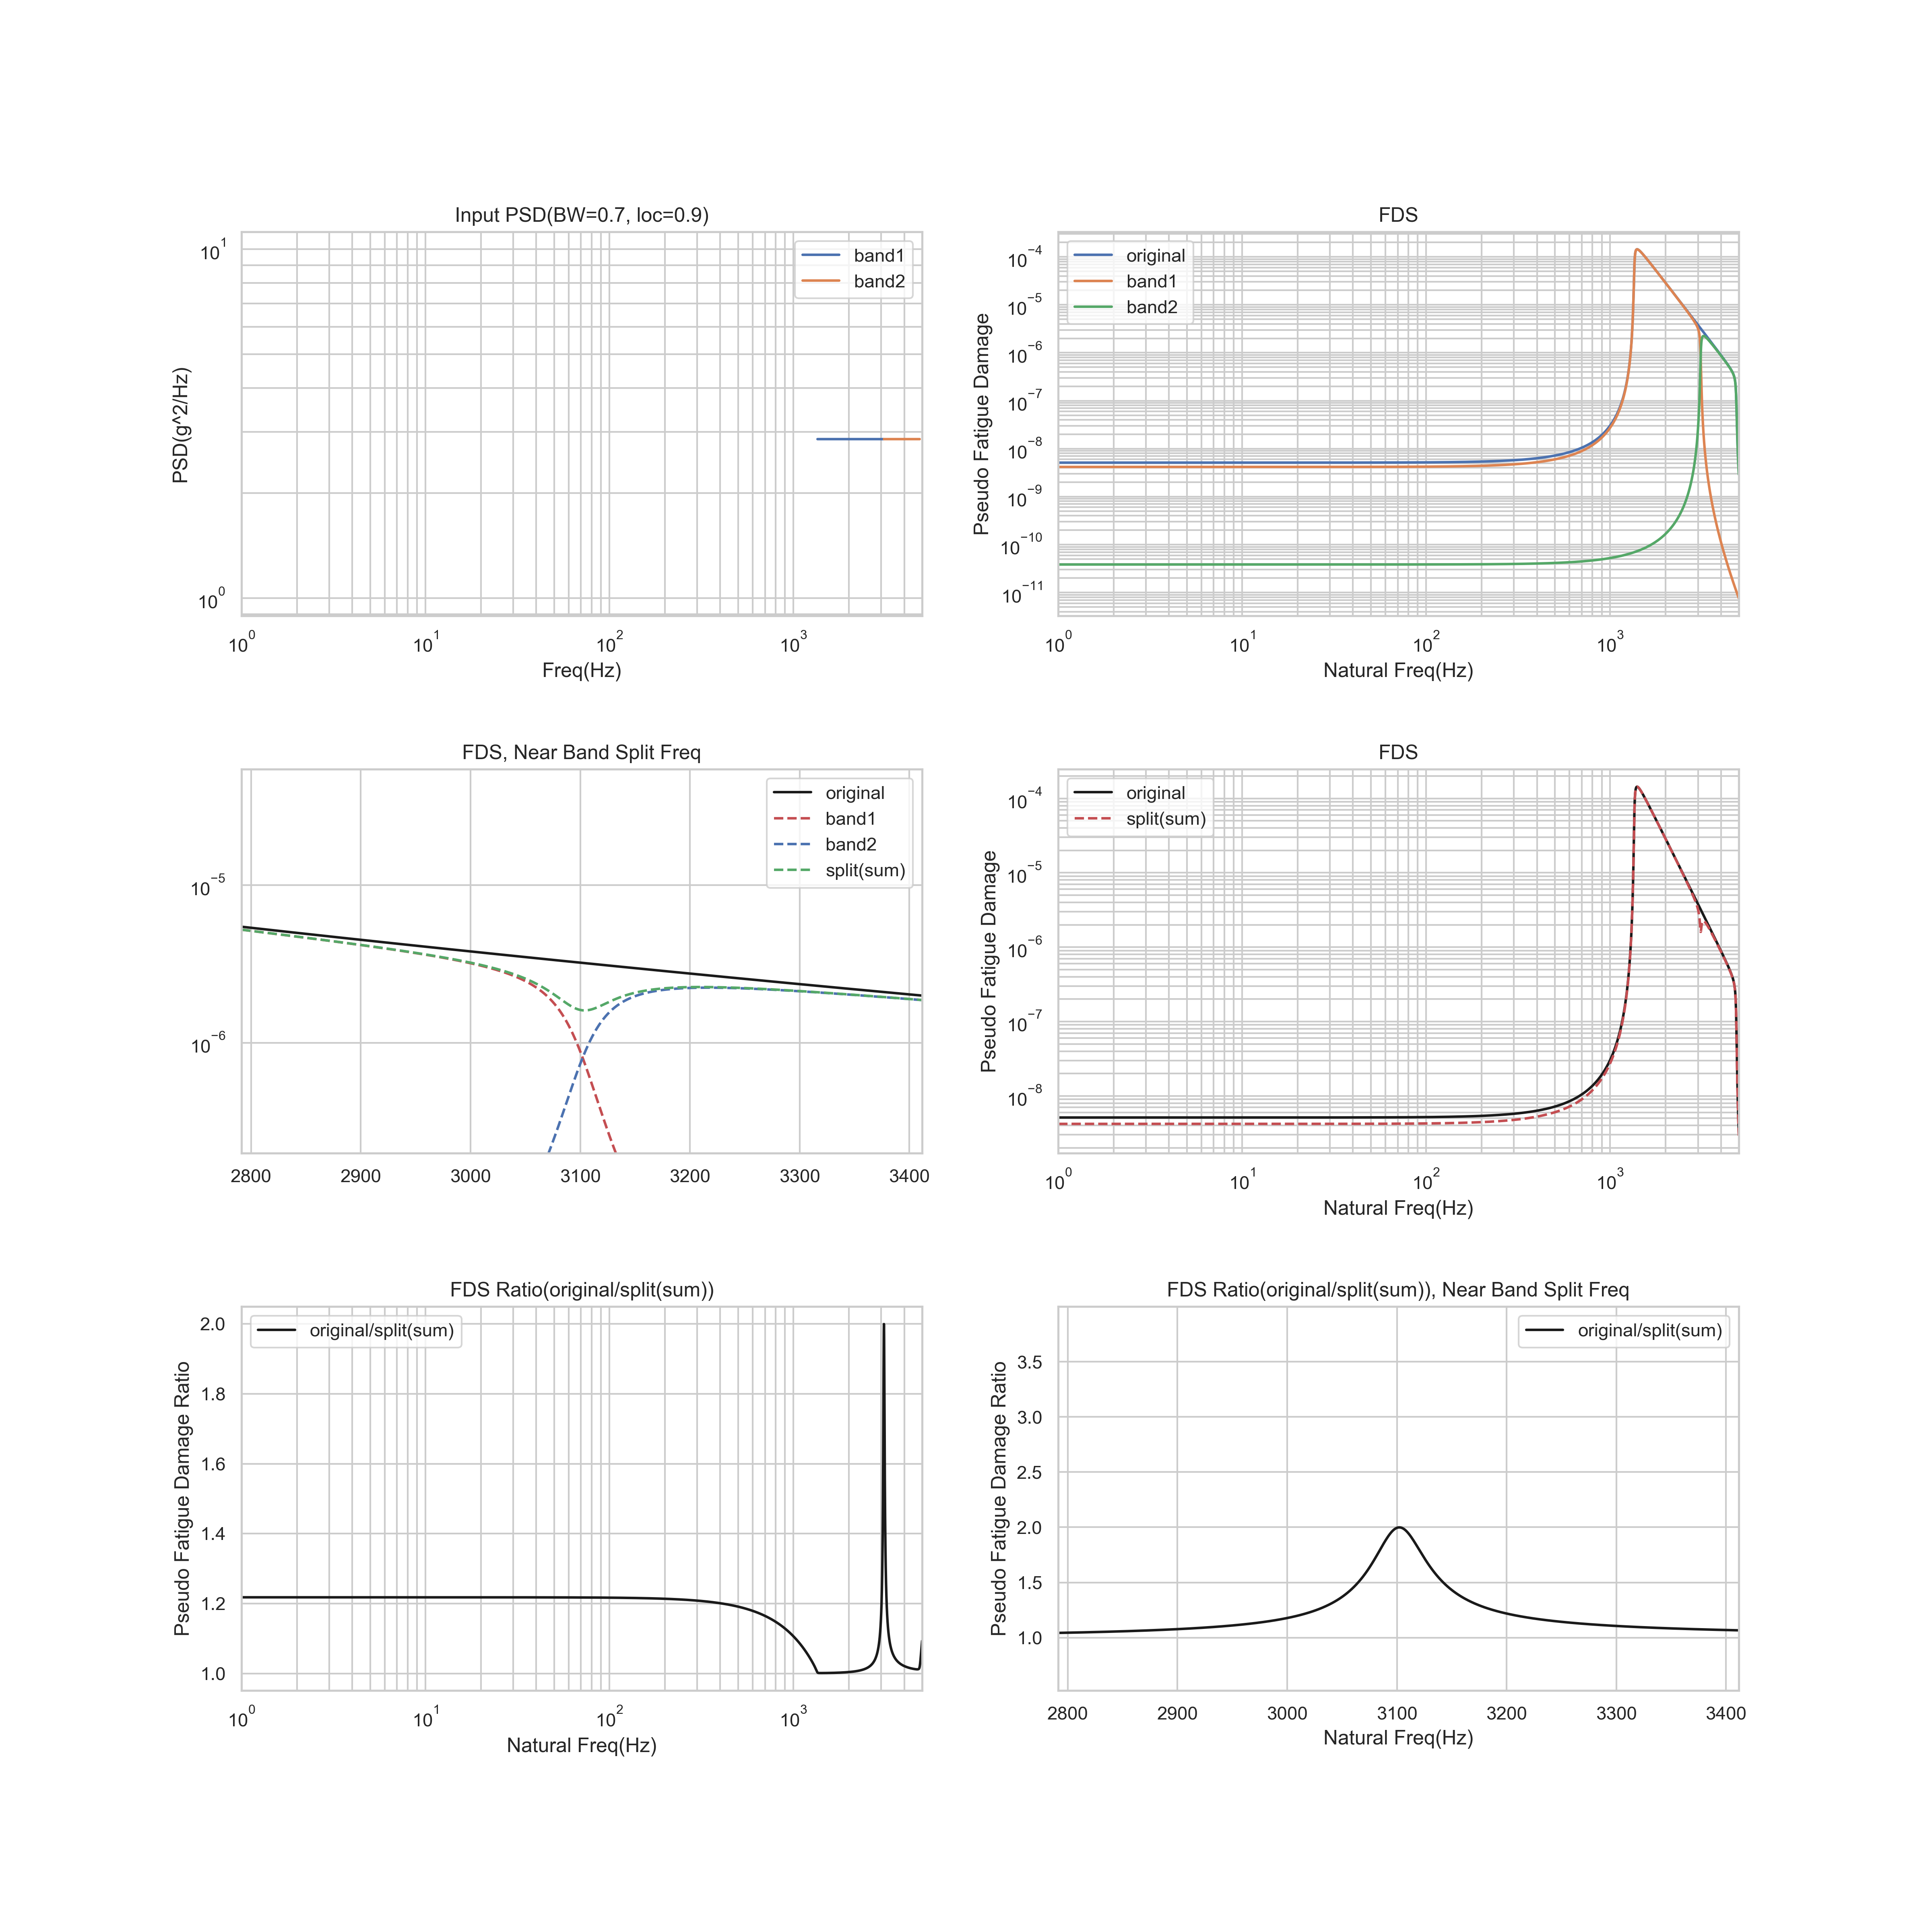 Input PSD(BW=0.7, loc=0.9)
PSD(g^2/Hz)
10^1
10^0
band1
band2
10^0 10^1 10^2 10^3
Freq(Hz)
FDS
Pseudo Fatigue Damage
10^−4
10^−5
10^−6
10^−7
10^−8
10^−9
10^−10
10^−11
original
band1
band2
10^0 10^1 10^2 10^3
Natural Freq(Hz)
FDS, Near Band Split Freq
10^−5
10^−6
original
band1
band2
split(sum)
2800 2900 3000 3100 3200 3300 3400
FDS
Pseudo Fatigue Damage
10^−4
10^−5
10^−6
10^−7
10^−8
original
split(sum)
10^0 10^1 10^2 10^3
Natural Freq(Hz)
FDS Ratio(original/split(sum))
Pseudo Fatigue Damage Ratio
2.0
1.8
1.6
1.4
1.2
1.0
original/split(sum)
10^0 10^1 10^2 10^3
Natural Freq(Hz)
FDS Ratio(original/split(sum)), Near Band Split Freq
Pseudo Fatigue Damage Ratio
3.5
3.0
2.5
2.0
1.5
1.0
original/split(sum)
2800 2900 3000 3100 3200 3300 3400
Natural Freq(Hz)